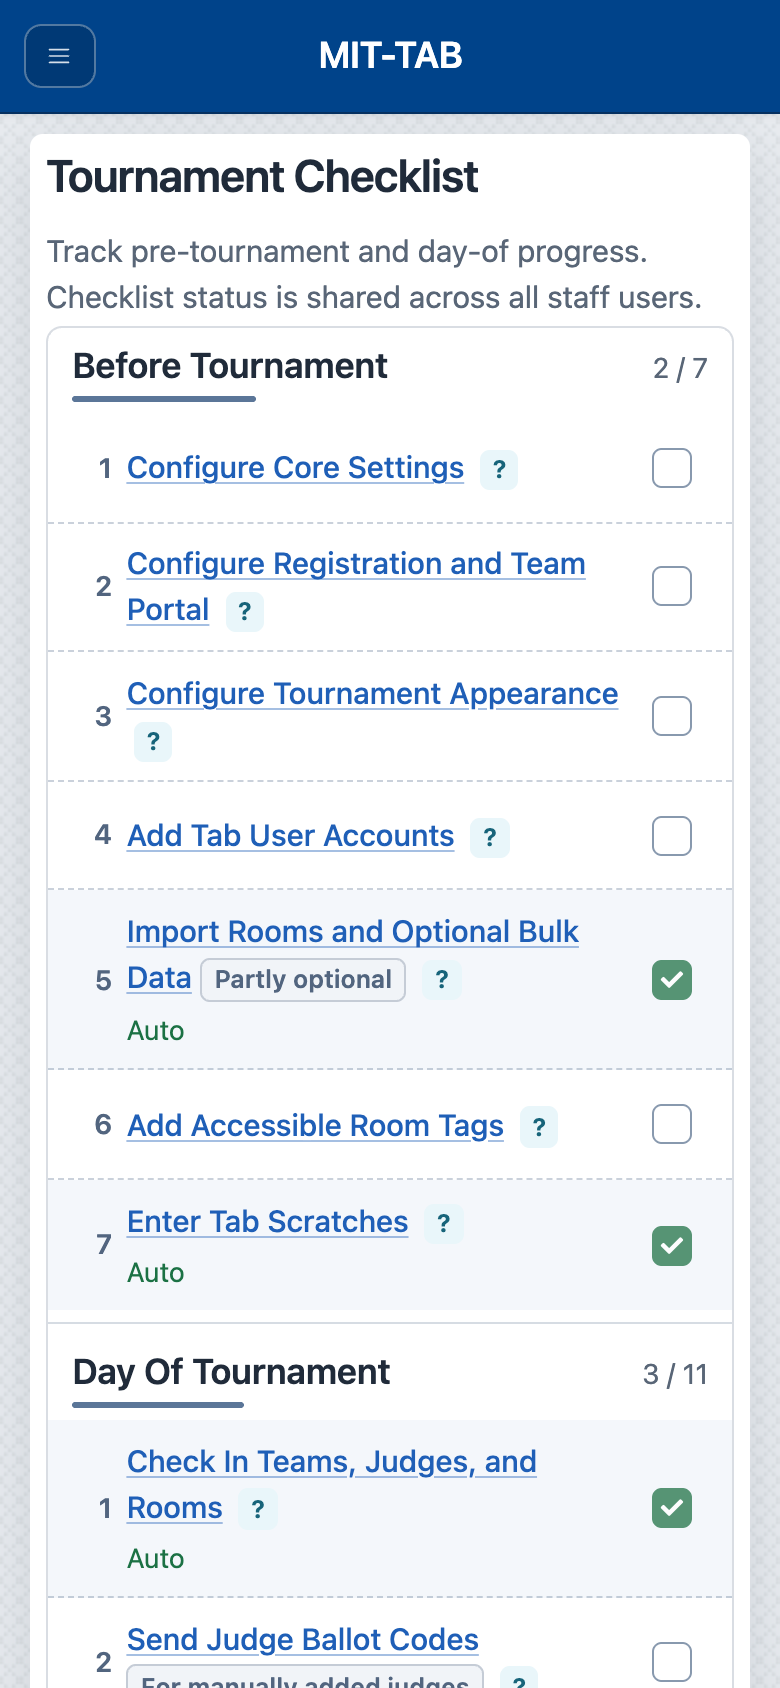 MIT-TAB
Tournament Checklist
Track pre-tournament and day-of progress.
Checklist status is shared across all staff users.
Before Tournament 2 / 7
1 Configure Core Settings ?
2 Configure Registration and Team
Portal ?
3 Configure Tournament Appearance
?
4 Add Tab User Accounts ?
5 Import Rooms and Optional Bulk
Data Partly optional ?
Auto
6 Add Accessible Room Tags ?
7 Enter Tab Scratches ?
Auto
Day Of Tournament 3 / 11
1 Check In Teams, Judges, and
Rooms ?
Auto
2 Send Judge Ballot Codes
For manually added judges ?